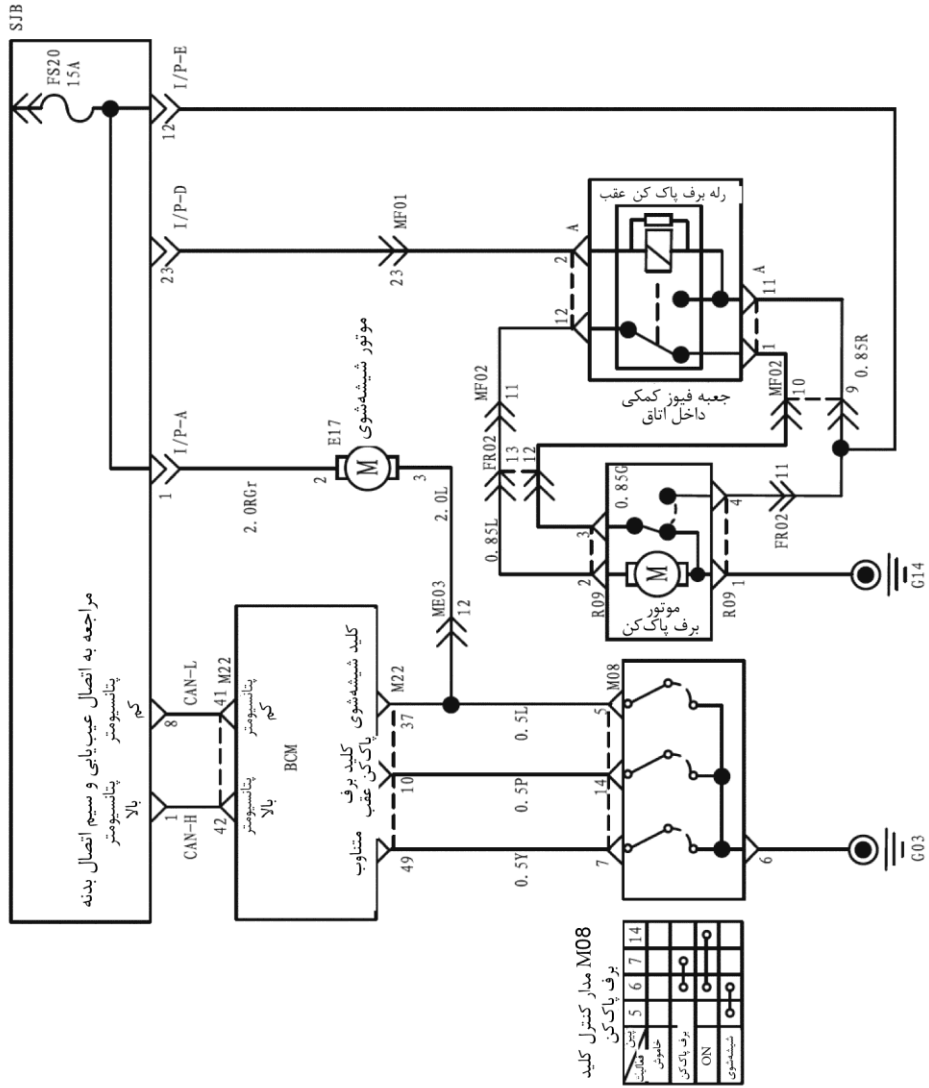 SJB
FS20
15A
I/P-E
12
I/P-D
23
I/P-A
1
مراجعه به اتصال عیب‌یابی و سیم اتصال بدنه
پتانسیومتر
کم
پتانسیومتر
بالا
8
CAN-L
1
CAN-H
41
M22
42
پتانسیومتر
کم
پتانسیومتر
بالا
BCM
کلید شیشه‌شوی
کلید برف
پاک‌کن عقب
متناوب
M22
37
10
49
2.0RGr
2
E17
موتور شیشه‌شوی
M
3
2.0L
ME03
12
MF01
23
2
A
12
رله برف پاک کن عقب
11
A
1
جعبه فیوز کمکی
داخل اتاق
MF02
11
MF02
10
9
0.85R
FR02
13
12
0.85L
0.85G
3
2
R09
M
موتور
برف پاک‌کن
R09
1
4
FR02
11
G14
0.5L
0.5P
0.5Y
M08
5
14
7
6
G03
M08 مدار کنترل کلید
برف پاک‌کن
پین
فعالیت
5
6
7
14
خاموش
برف پاک‌کن
ON
شیشه‌شوی